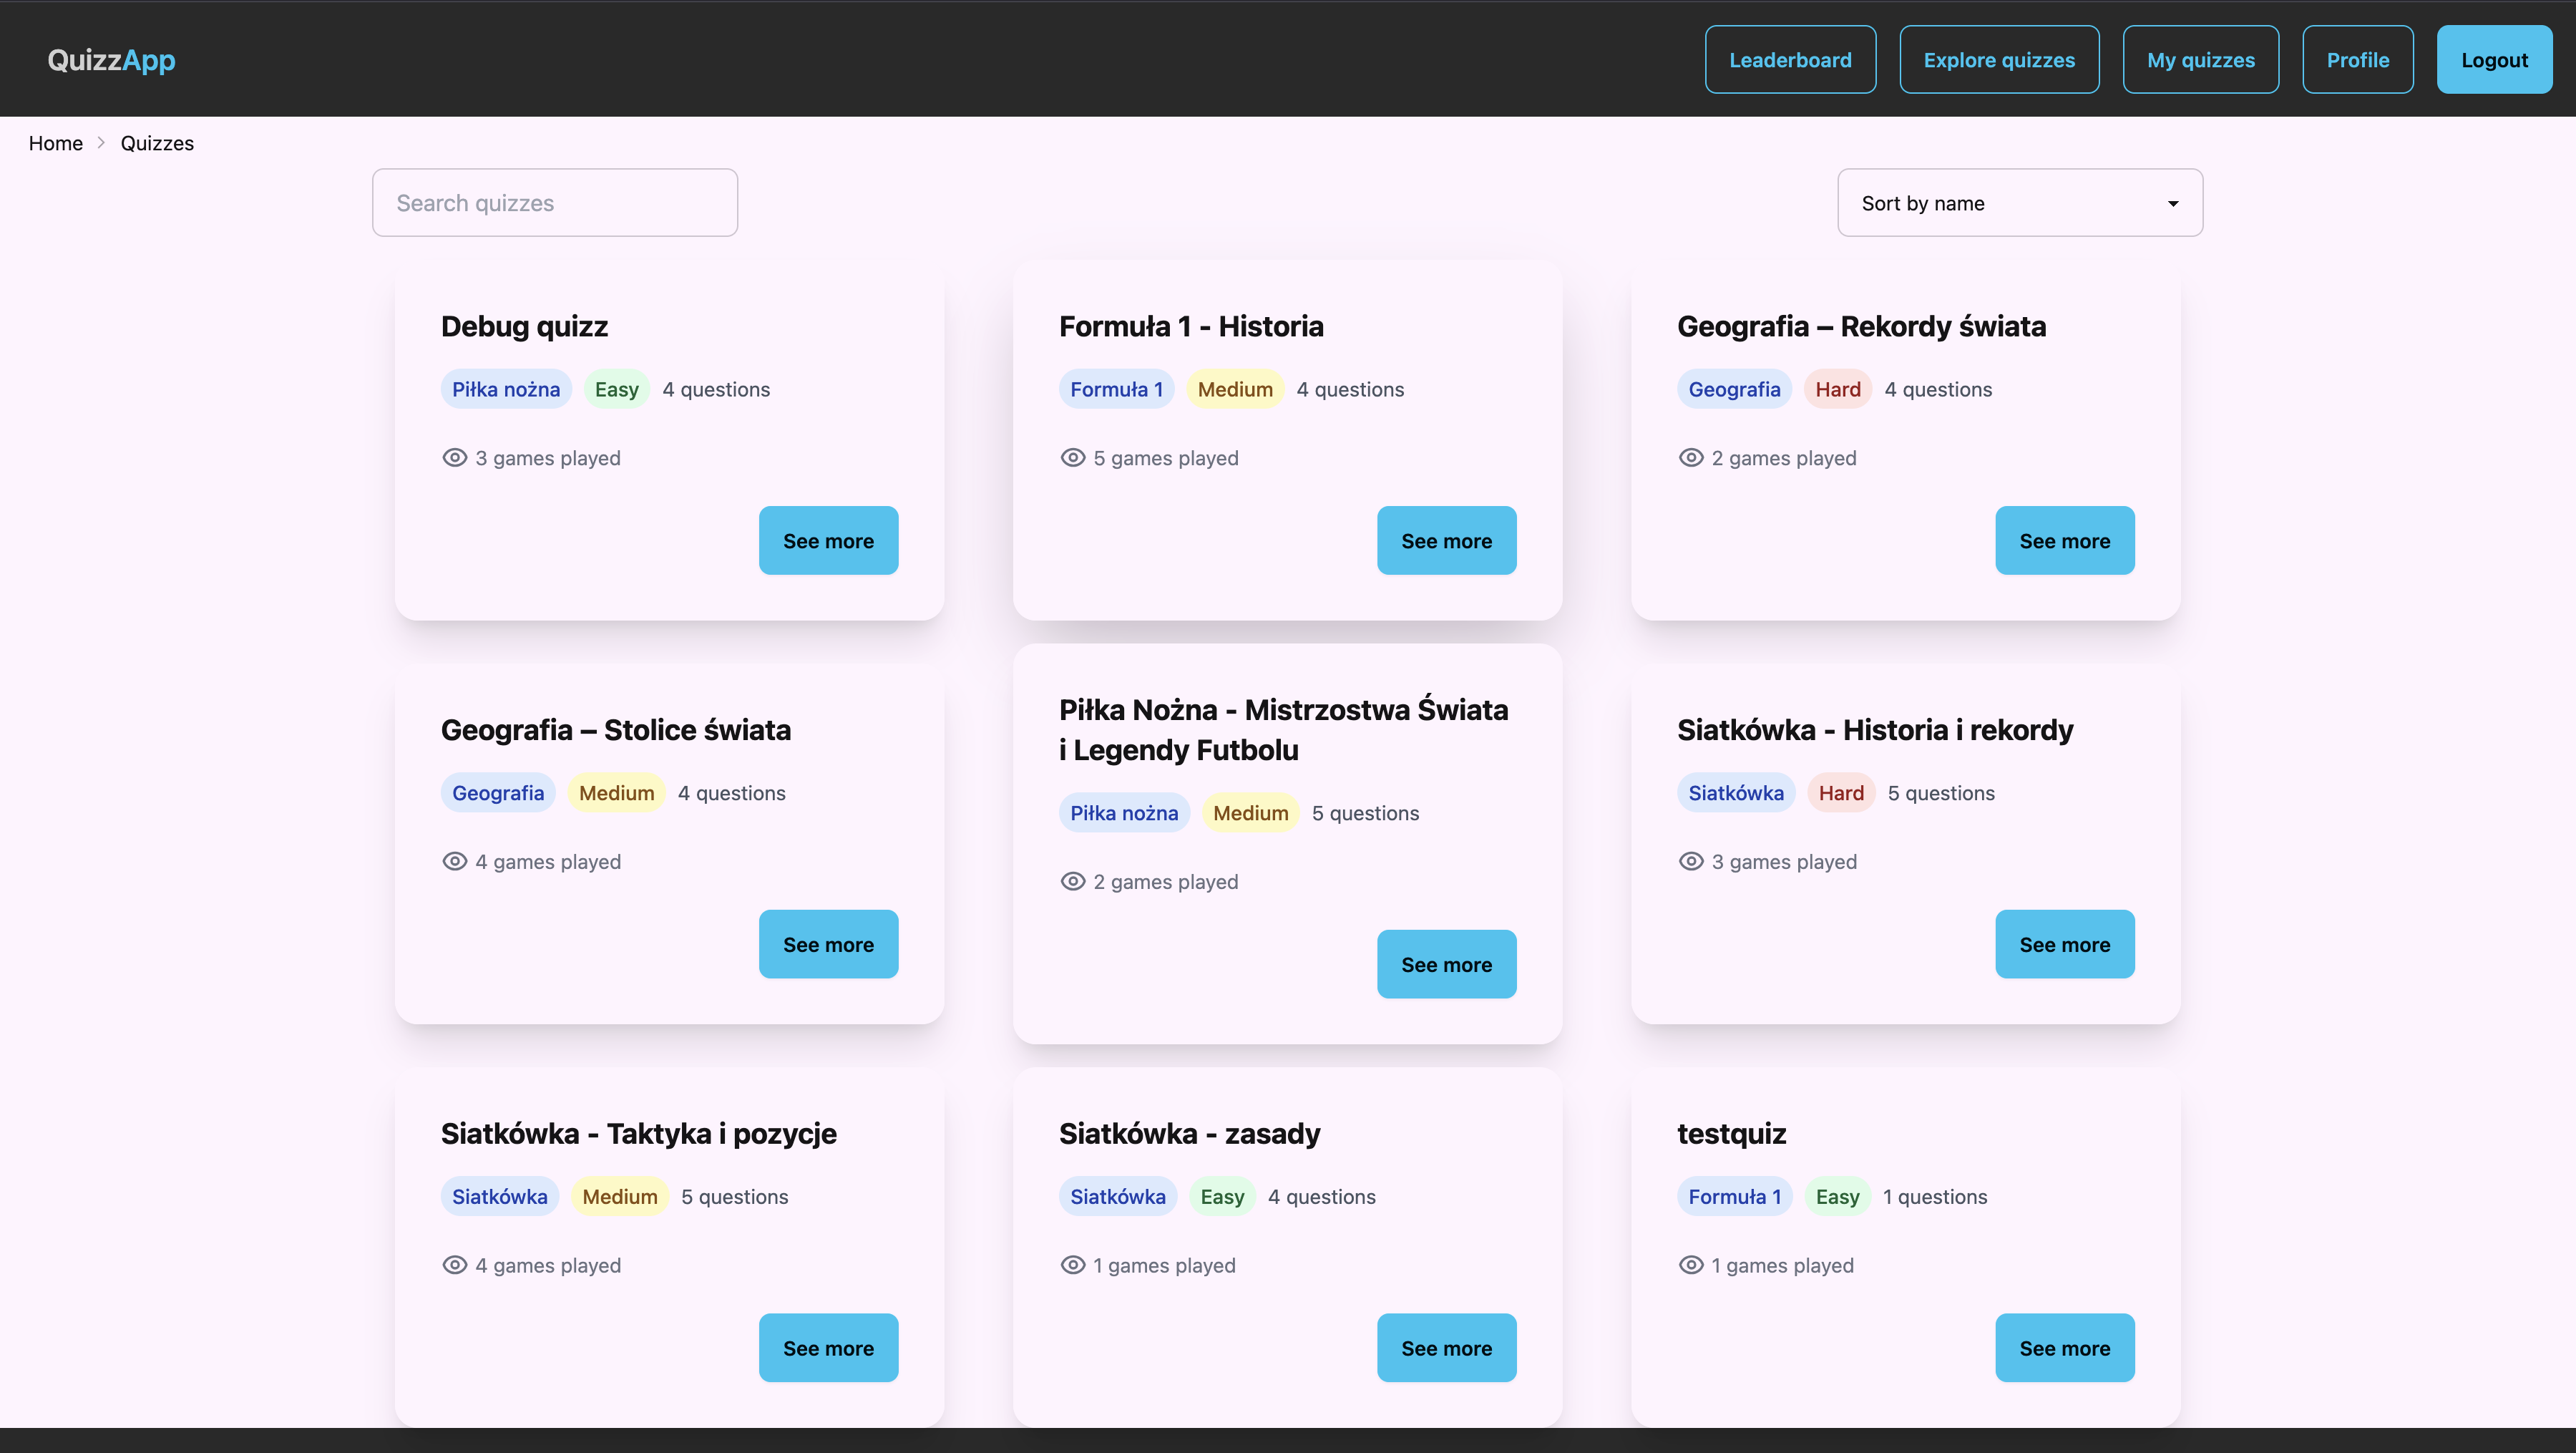 QuizzApp
Leaderboard
Explore quizzes
My quizzes
Profile
Logout
Home > Quizzes
Search quizzes
Sort by name
Debug quizz
Piłka nożna Easy 4 questions
3 games played
See more
Formuła 1 - Historia
Formuła 1 Medium 4 questions
5 games played
See more
Geografia – Rekordy świata
Geografia Hard 4 questions
2 games played
See more
Geografia – Stolice świata
Geografia Medium 4 questions
4 games played
See more
Piłka Nożna - Mistrzostwa Świata
i Legendy Futbolu
Piłka nożna Medium 5 questions
2 games played
See more
Siatkówka - Historia i rekordy
Siatkówka Hard 5 questions
3 games played
See more
Siatkówka - Taktyka i pozycje
Siatkówka Medium 5 questions
4 games played
See more
Siatkówka - zasady
Siatkówka Easy 4 questions
1 games played
See more
testquiz
Formuła 1 Easy 1 questions
1 games played
See more